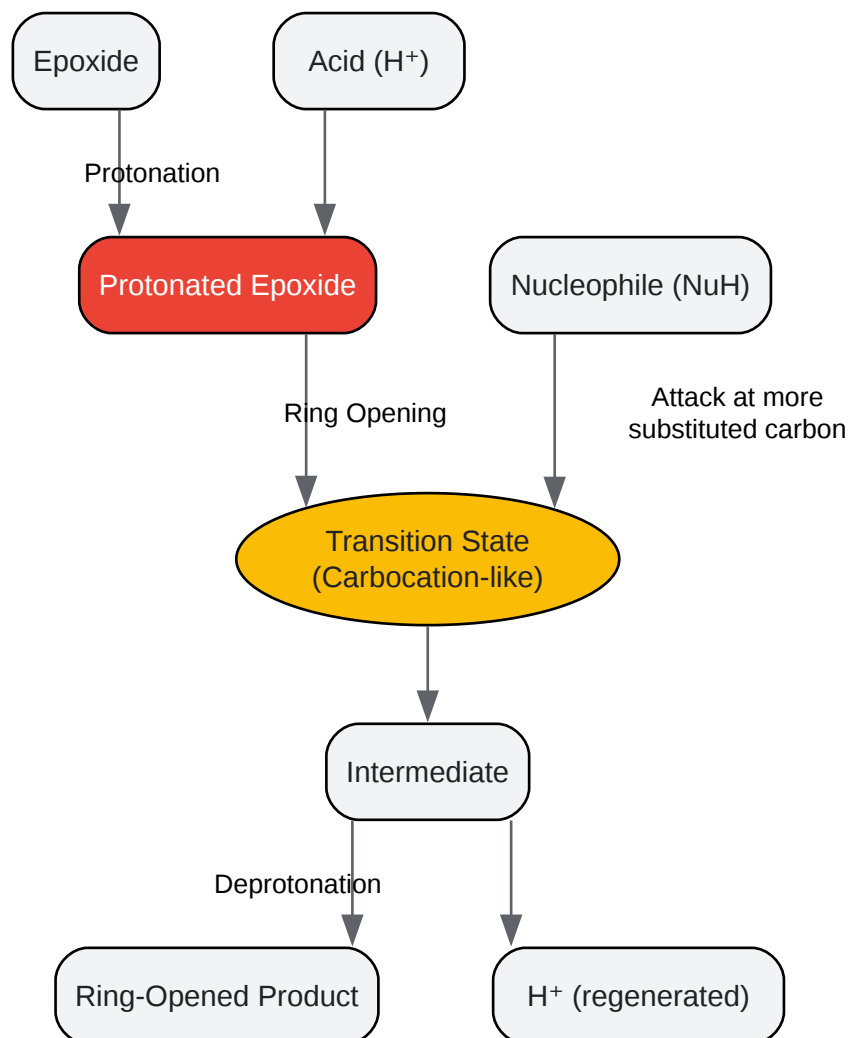 Epoxide
Acid (H⁺)
Protonation
Protonated Epoxide
Nucleophile (NuH)
Ring Opening
Attack at more
substituted carbon
Transition State
(Carbocation-like)
Intermediate
Deprotonation
Ring-Opened Product
H⁺ (regenerated)